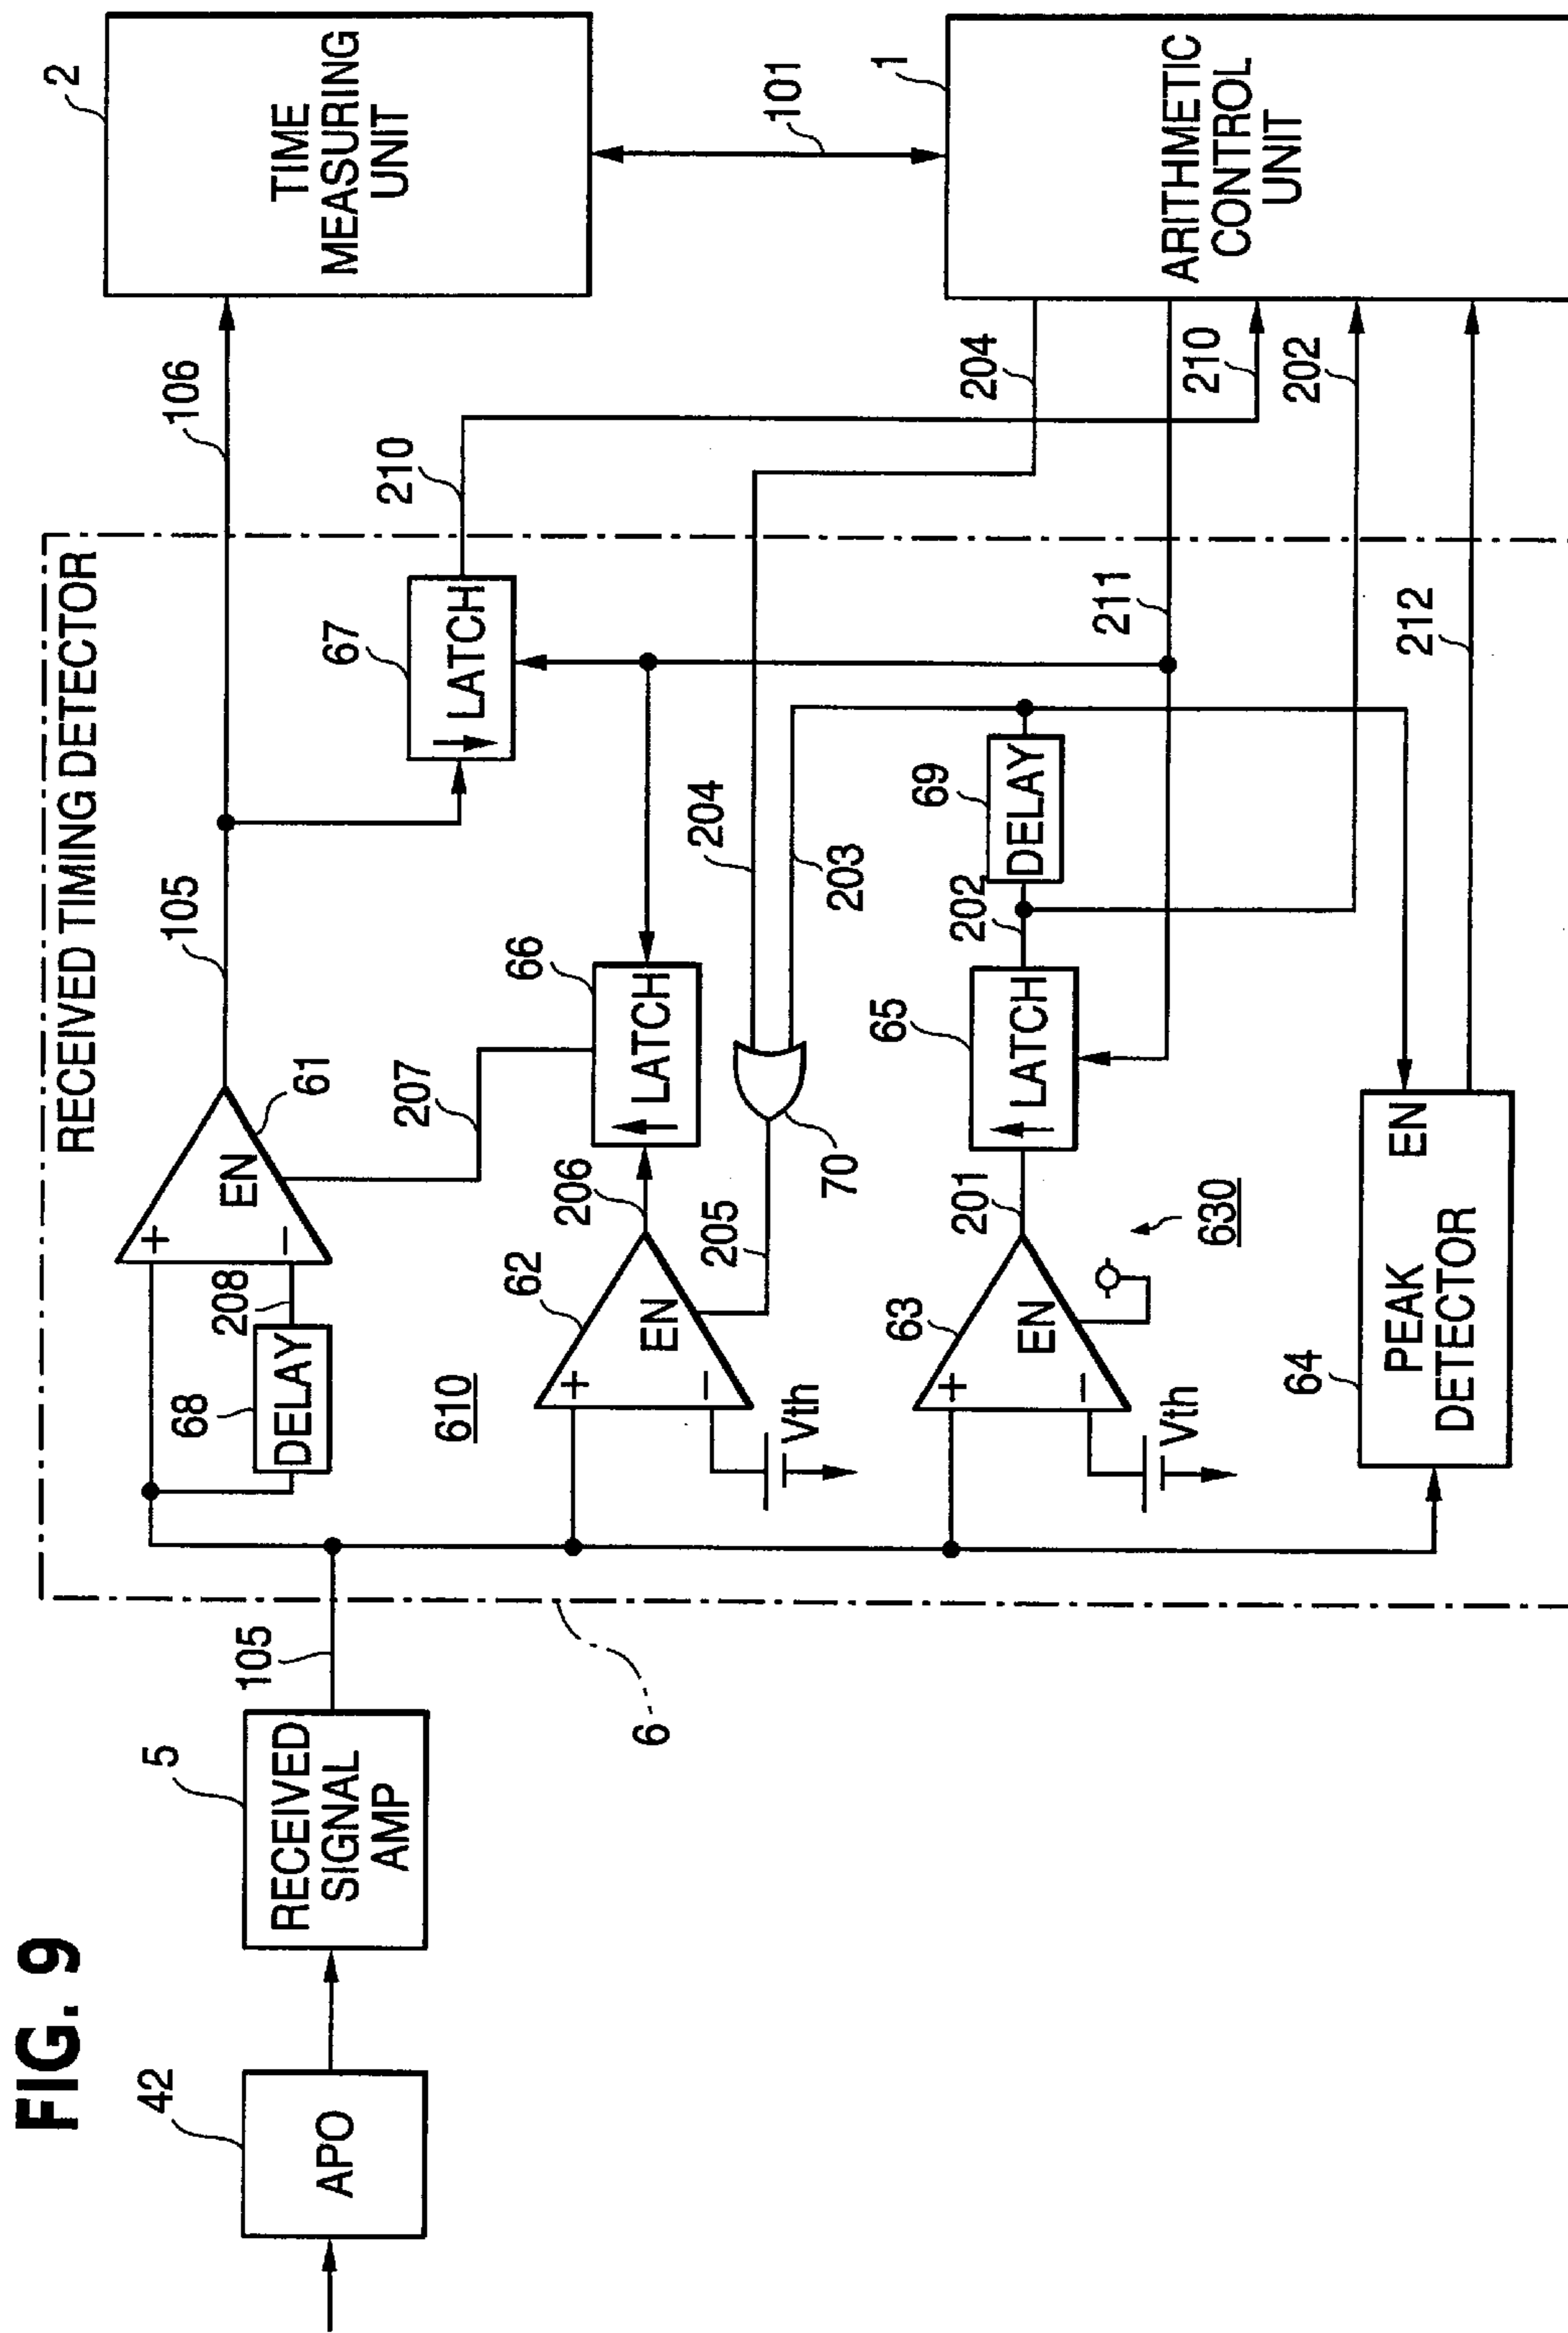 FIG. 9
42
APO
5
RECEIVED
SIGNAL
AMP
105
6
RECEIVED TIMING DETECTOR
68
DELAY
208
+
−
EN
61
105
106
2
TIME
MEASURING
UNIT
101
1
ARITHMETIC
CONTROL
UNIT
67
LATCH
210
610
62
+
−
EN
Vth
206
205
207
66
LATCH
70
204
203
204
211
210
202
63
+
−
EN
Vth
630
201
65
LATCH
202
69
DELAY
64
PEAK
DETECTOR
EN
212